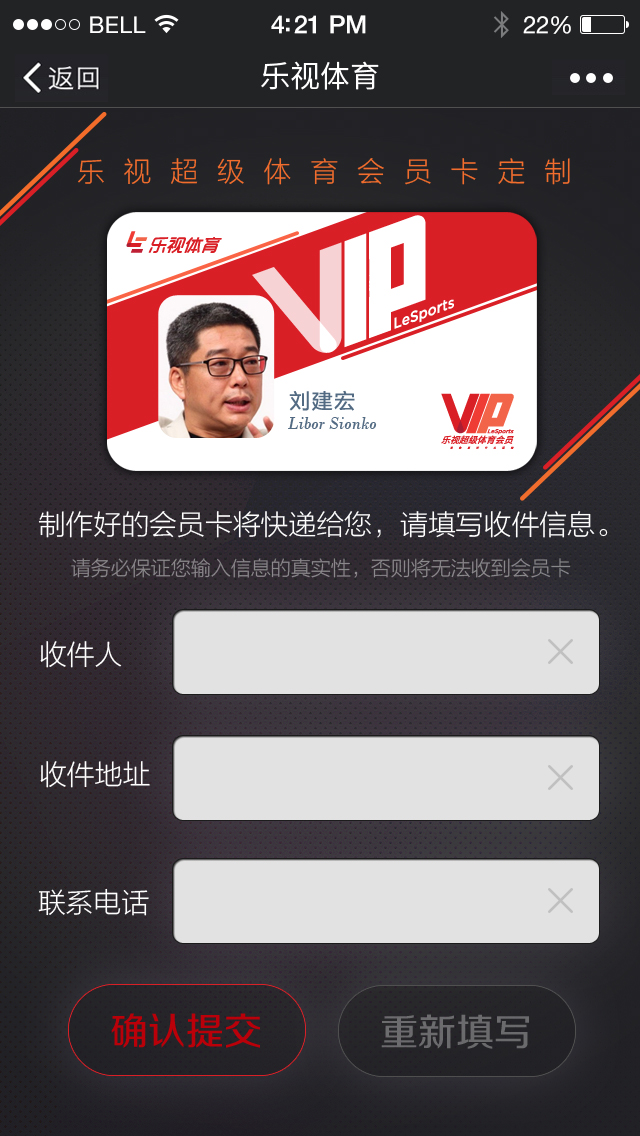 BELL 4:21 PM 22%
返回 乐视体育
乐视超级体育会员卡定制
乐视体育
VIP
LeSports
刘建宏
Libor Sionko
VIP
LeSports
乐视超级体育会员
制作好的会员卡将快递给您，请填写收件信息。
请务必保证您输入信息的真实性，否则将无法收到会员卡
收件人
收件地址
联系电话
确认提交 重新填写